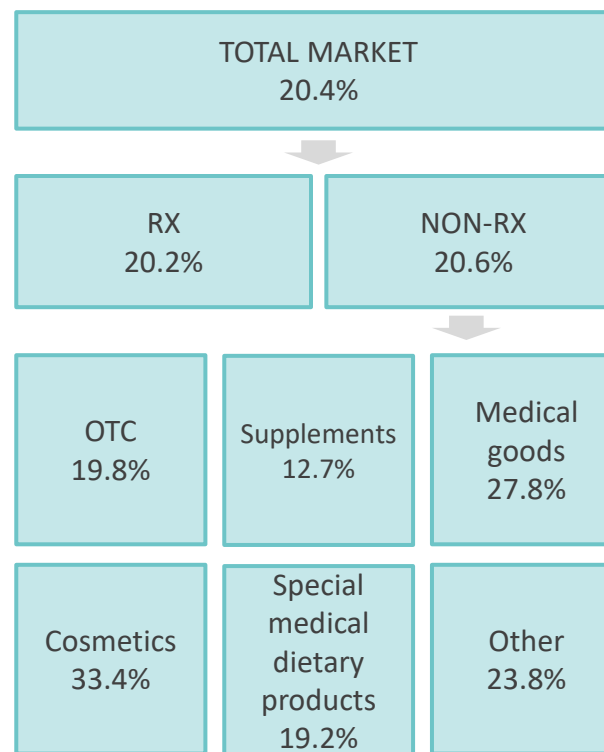 TOTAL MARKET
20.4%
RX
20.2%
NON-RX
20.6%
OTC
19.8%
Supplements
12.7%
Medical
goods
27.8%
Cosmetics
33.4%
Special
medical
dietary
products
19.2%
Other
23.8%